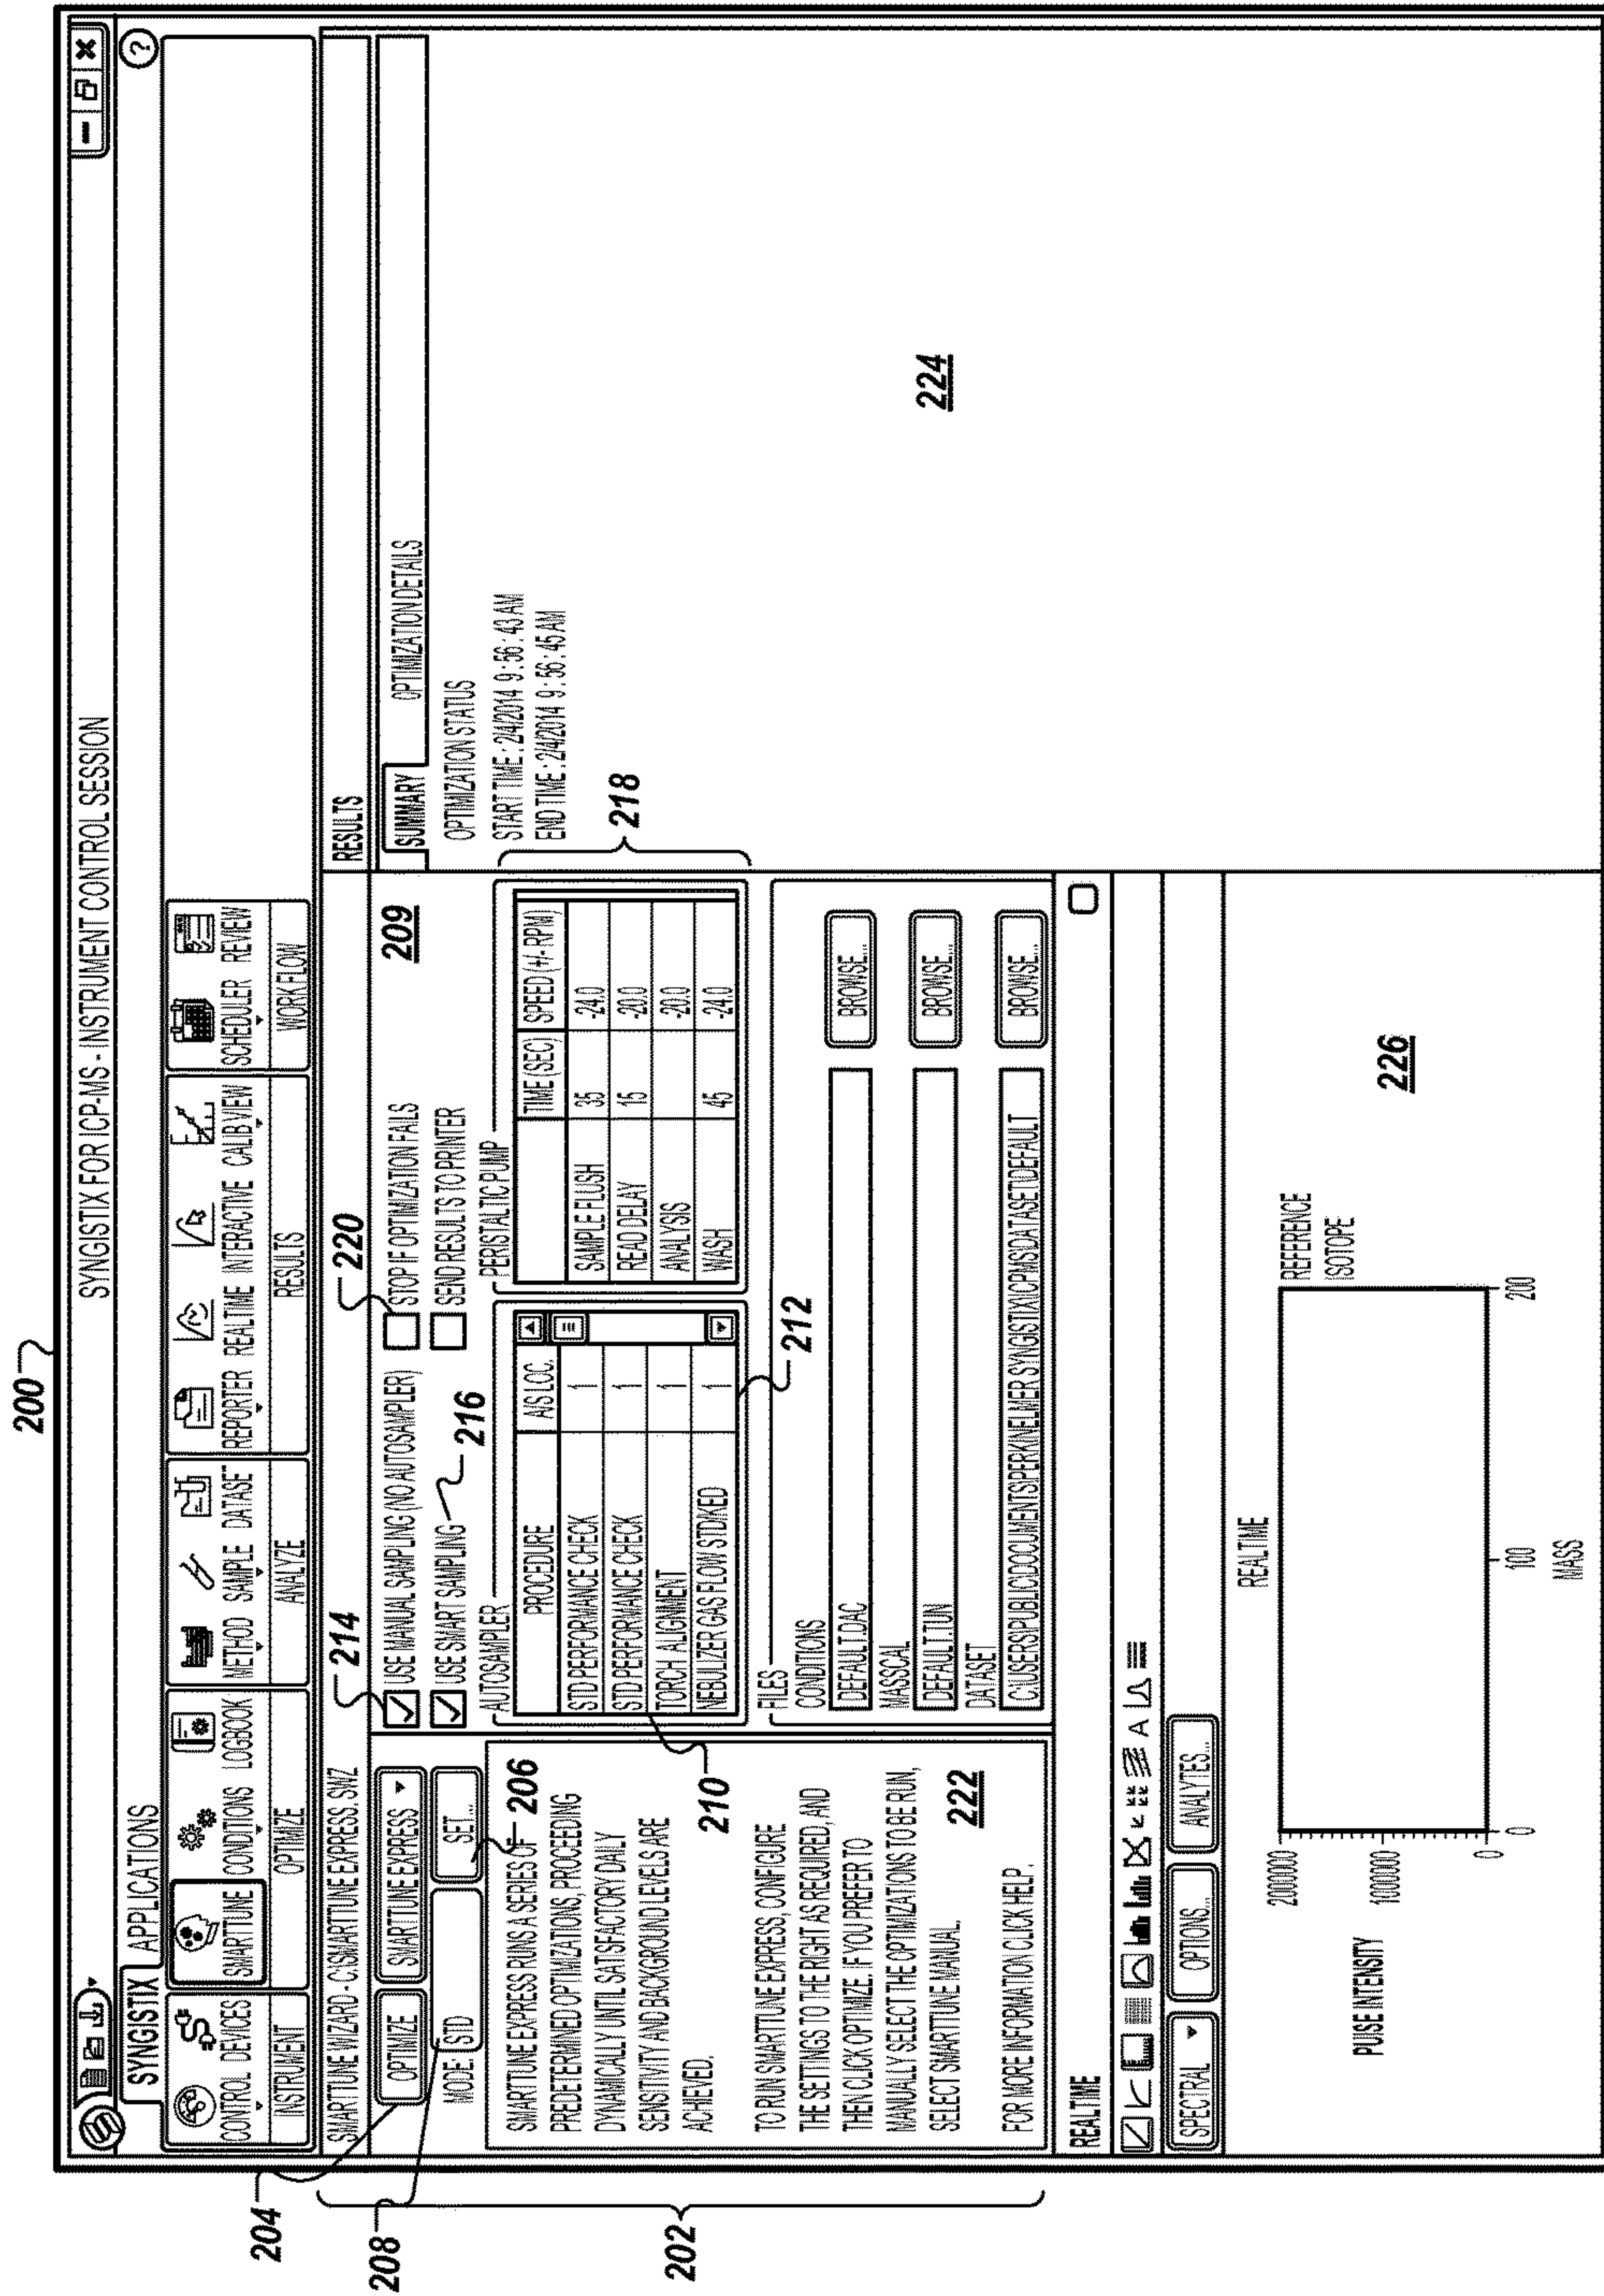 200
SYNGISTIX FOR ICP-MS - INSTRUMENT CONTROL SESSION
SYNGISTIX APPLICATIONS
?
CONTROL DEVICES
INSTRUMENT
SMARTTUNE CONDITIONS LOGBOOK
OPTIMIZE
METHOD SAMPLE DATASET
ANALYZE
REPORTER REALTIME INTERACTIVE CALIB VIEW
RESULTS
SCHEDULER REVIEW
WORK FLOW
204
208
202
SMARTTUNE WIZARD - C:\SMARTTUNE EXPRESS, SWZ
OPTIMIZE
SMARTTUNE EXPRESS
MODE: STD
SET...
206
SMARTTUNE EXPRESS RUNS A SERIES OF
PREDETERMINED OPTIMIZATIONS, PROCEEDING
DYNAMICALLY UNTIL SATSFACTORY DAILY
SENSITIVITY AND BACKGROUND LEVELS ARE
ACHIEVED.
TO RUN SMARTTUNE EXPRESS, CONFIGURE
THE SETTINGS TO THE RIGHT AS REQUIRED, AND
THEN CLICK OPTIMIZE. IF YOU PREFER TO
MANUALLY SELECT THE OPTIMIZATIONS TO BE RUN,
SELECT SMARTTUNE MANUAL.
FOR MORE INFORMATION CLICK HELP.
222
214
220
209
USE MANUAL SAMPLING (NO AUTOSAMPLER)
STOP IF OPTIMIZATION FAILS
USE SMART SAMPLING
216
SEND RESULTS TO PRINTER
AUTOSAMPLER
PROCEDURE A/S LOC.
STD PERFORMANCE CHECK 1
STD PERFORMANCE CHECK 1
TORCH ALIGNMENT 1
NEBULIZER GAS FLOW STD/KED 1
210
212
PERISTALTIC PUMP
TIME (SEC) SPEED (+/- RPM)
SAMPLE FLUSH 35 -24.0
READ DELAY 15 -20.0
ANALYSIS -20.0
WASH 45 -24.0
218
FILES
CONDITIONS
DEFAULT.DAC BROWSE...
MASSCAL
DEFAULT.TUN BROWSE...
DATASET
C:\USERS\PUBLIC\DOCUMENTS\PERKINELMER SYNGISTIX\ICPMS\DATASET\DEFAULT BROWSE...
RESULTS
SUMMARY OPTIMIZATION DETAILS
OPTIMIZATION STATUS
START TIME : 2/4/2014 9 : 56 : 43 AM
END TIME : 2/4/2014 9 : 56 : 45 AM
224
REALTIME
SPECTRAL OPTIONS... ANALYTES...
REALTIME
PULSE INTENSITY
2000000
1000000
0
0 100 200
MASS
REFERENCE
ISOTOPE
226